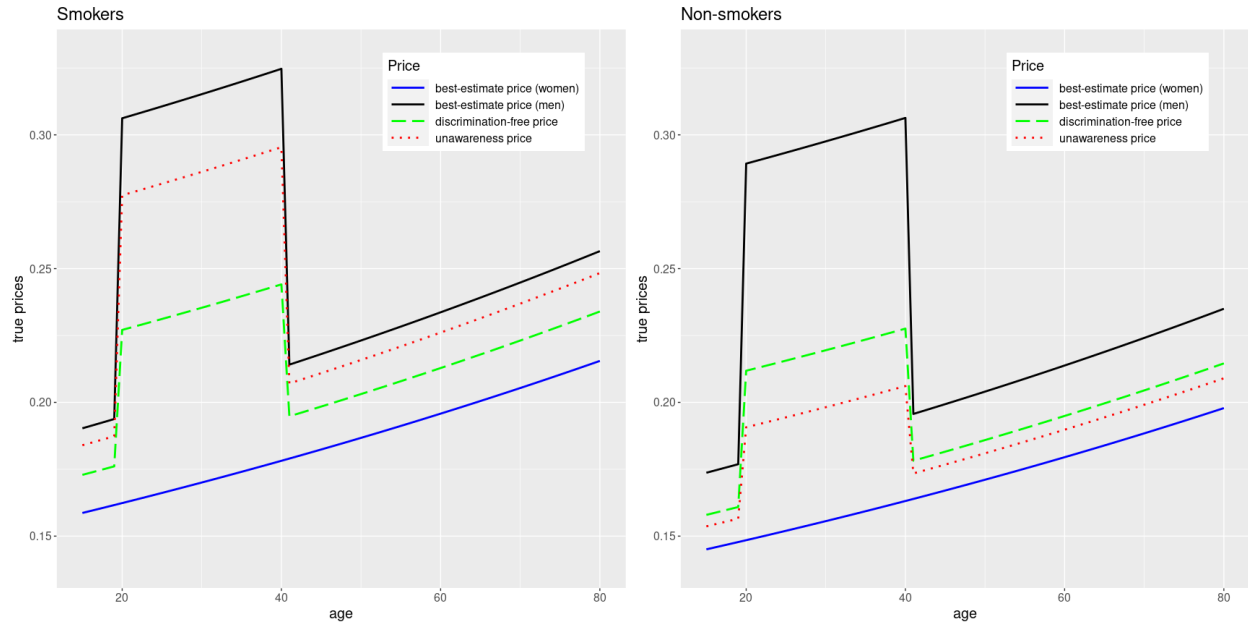 Smokers
Price
best-estimate price (women)
best-estimate price (men)
discrimination-free price
unawareness price
true prices
0.30
0.25
0.20
0.15
20
40
60
80
age
Non-smokers
Price
best-estimate price (women)
best-estimate price (men)
discrimination-free price
unawareness price
true prices
0.30
0.25
0.20
0.15
20
40
60
80
age